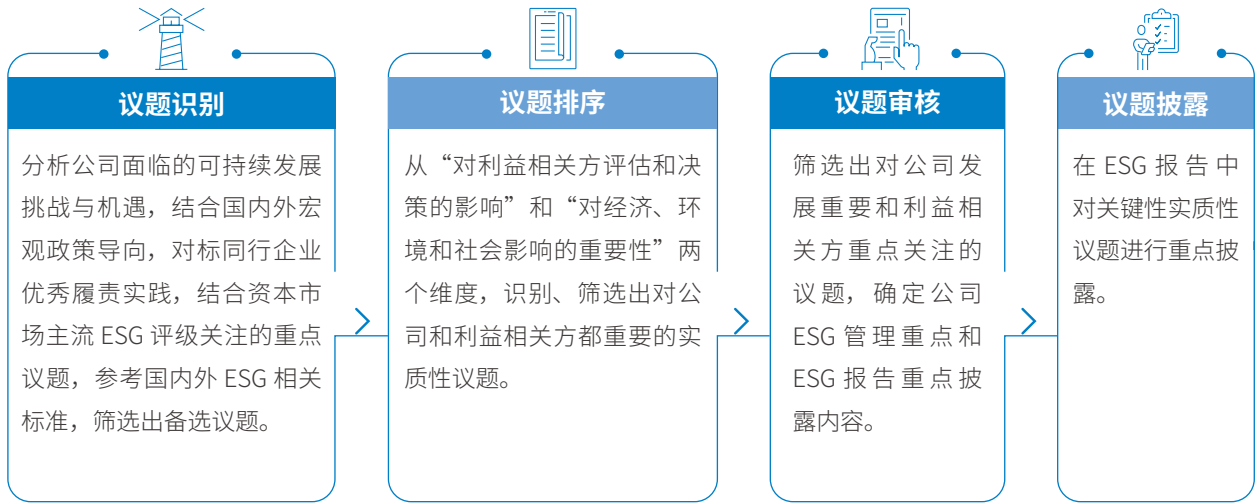 议题识别
分析公司面临的可持续发展
挑战与机遇，结合国内外宏
观政策导向，对标同行企业
优秀履责实践，结合资本市
场主流 ESG 评级关注的重点
议题，参考国内外 ESG 相关
标准，筛选出备选议题。
议题排序
从“对利益相关方评估和决
策的影响”和“对经济、环
境和社会影响的重要性”两
个维度，识别、筛选出对公
司和利益相关方都重要的实
质性议题。
议题审核
筛选出对公司发
展重要和利益相
关方重点关注的
议题，确定公司
ESG 管理重点和
ESG 报告重点披
露内容。
议题披露
在 ESG 报告中
对关键性实质性
议题进行重点披
露。